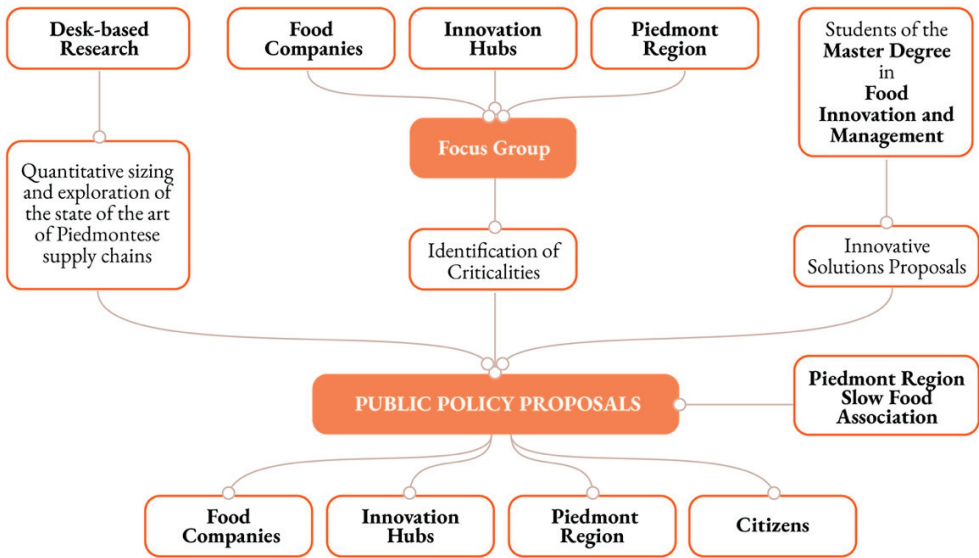 Desk-based
Research
Food
Companies
Innovation
Hubs
Piedmont
Region
Students of the
Master Degree
in
Food
Innovation and
Management
Focus Group
Quantitative sizing
and exploration of
the state of the art
of Piedmontese
supply chains
Identification of
Criticalities
Innovative
Solutions Proposals
PUBLIC POLICY PROPOSALS
Piedmont Region
Slow Food
Association
Food
Companies
Innovation
Hubs
Piedmont
Region
Citizens